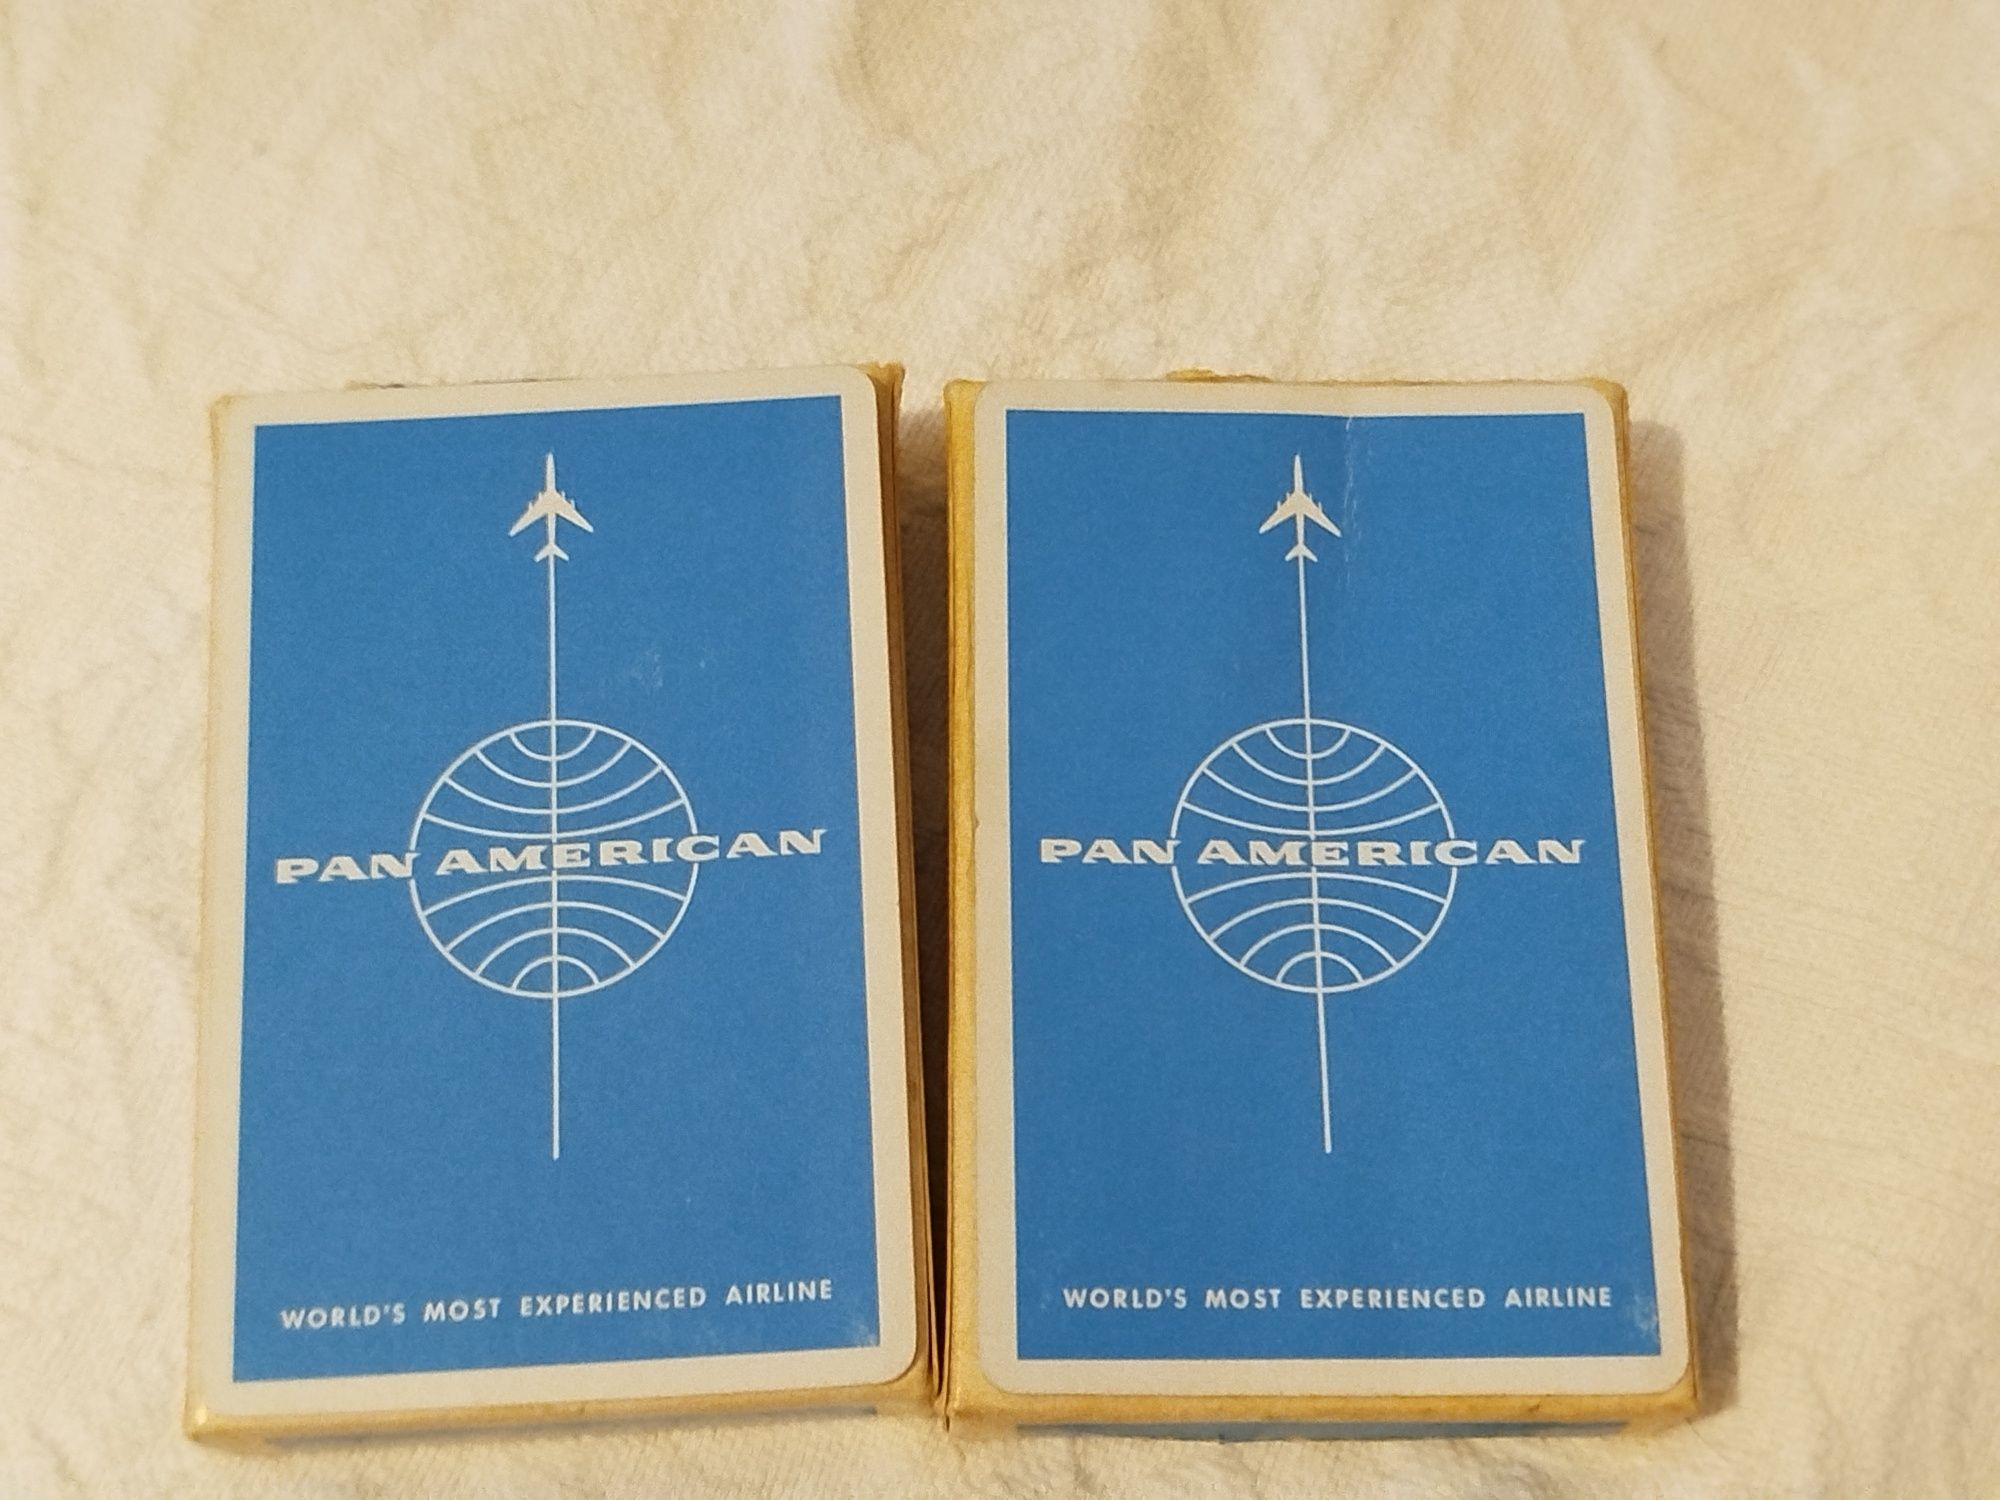 PAN AMERICAN
WORLD'S MOST EXPERIENCED AIRLINE
PAN AMERICAN
WORLD'S MOST EXPERIENCED AIRLINE